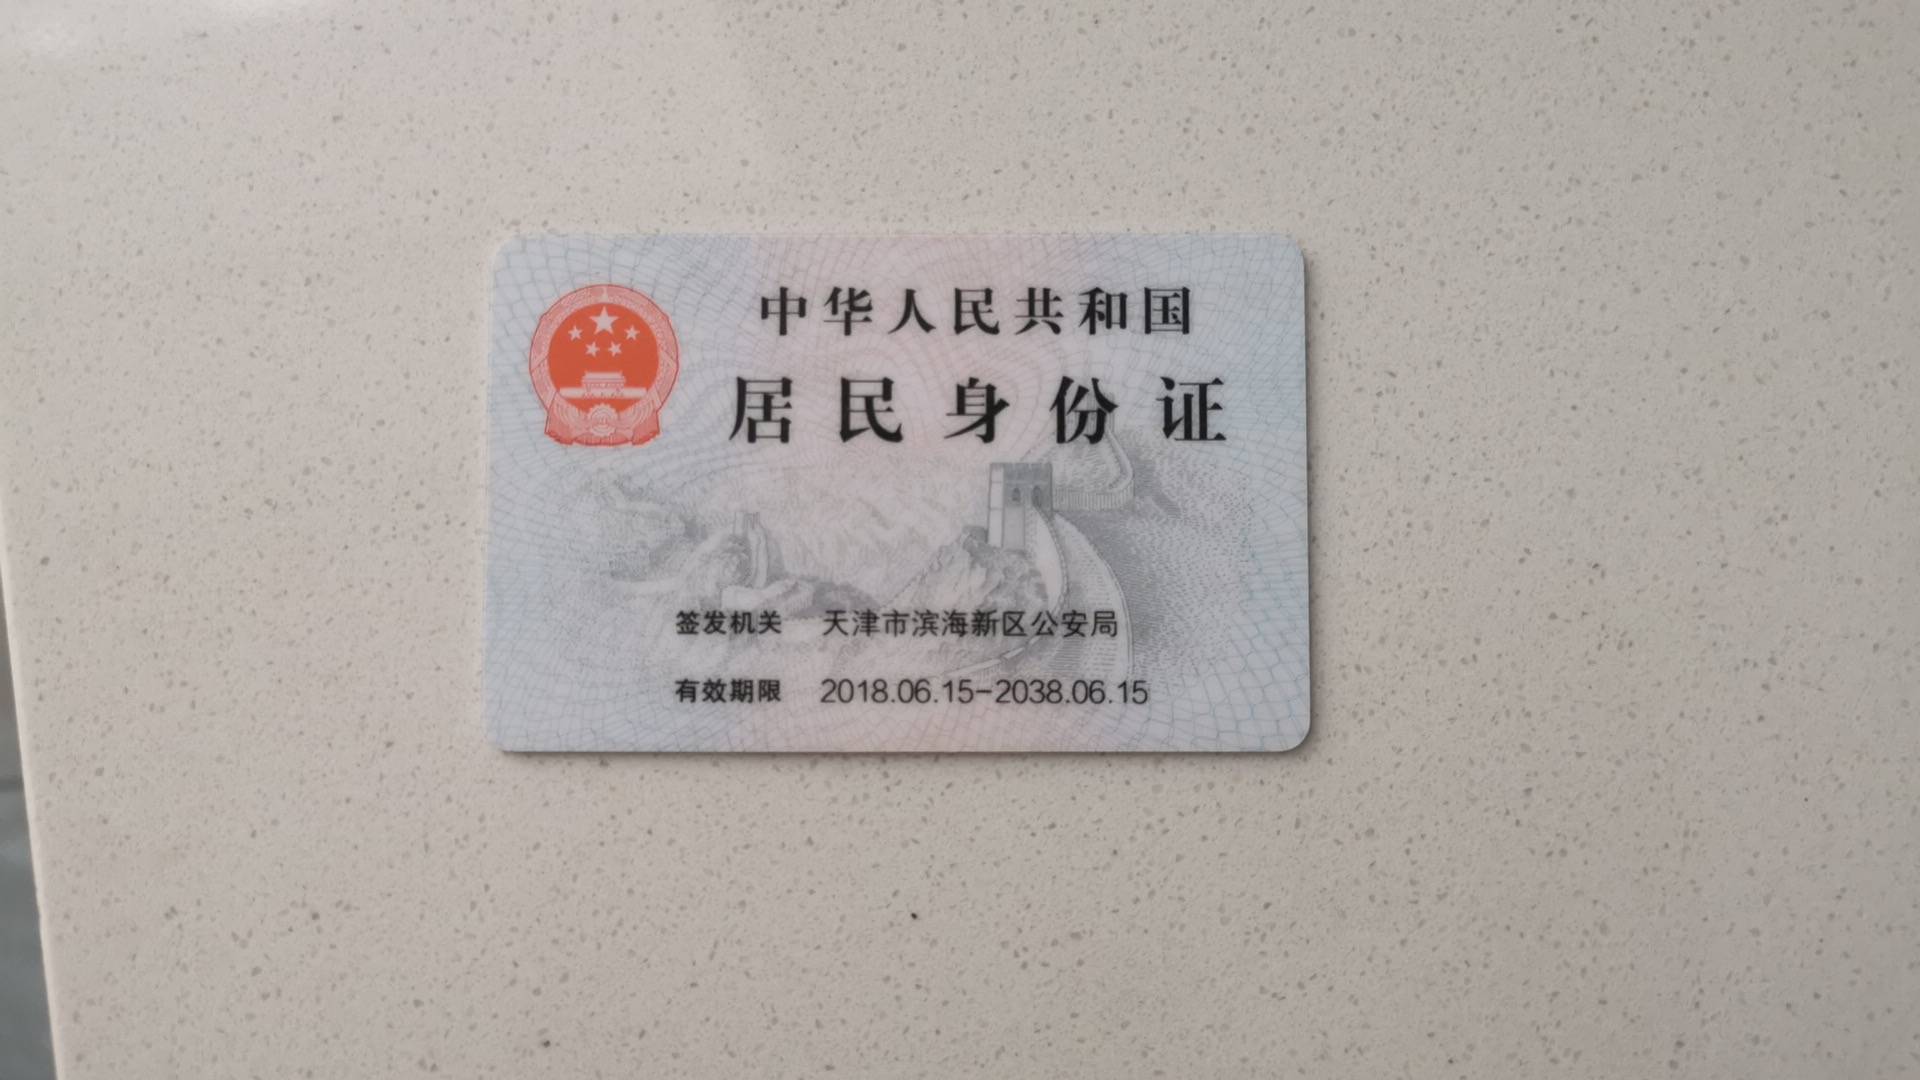 中华人民共和国
居民身份证
签发机关 天津市滨海新区公安局
有效期限 2018.06.15-2038.06.15